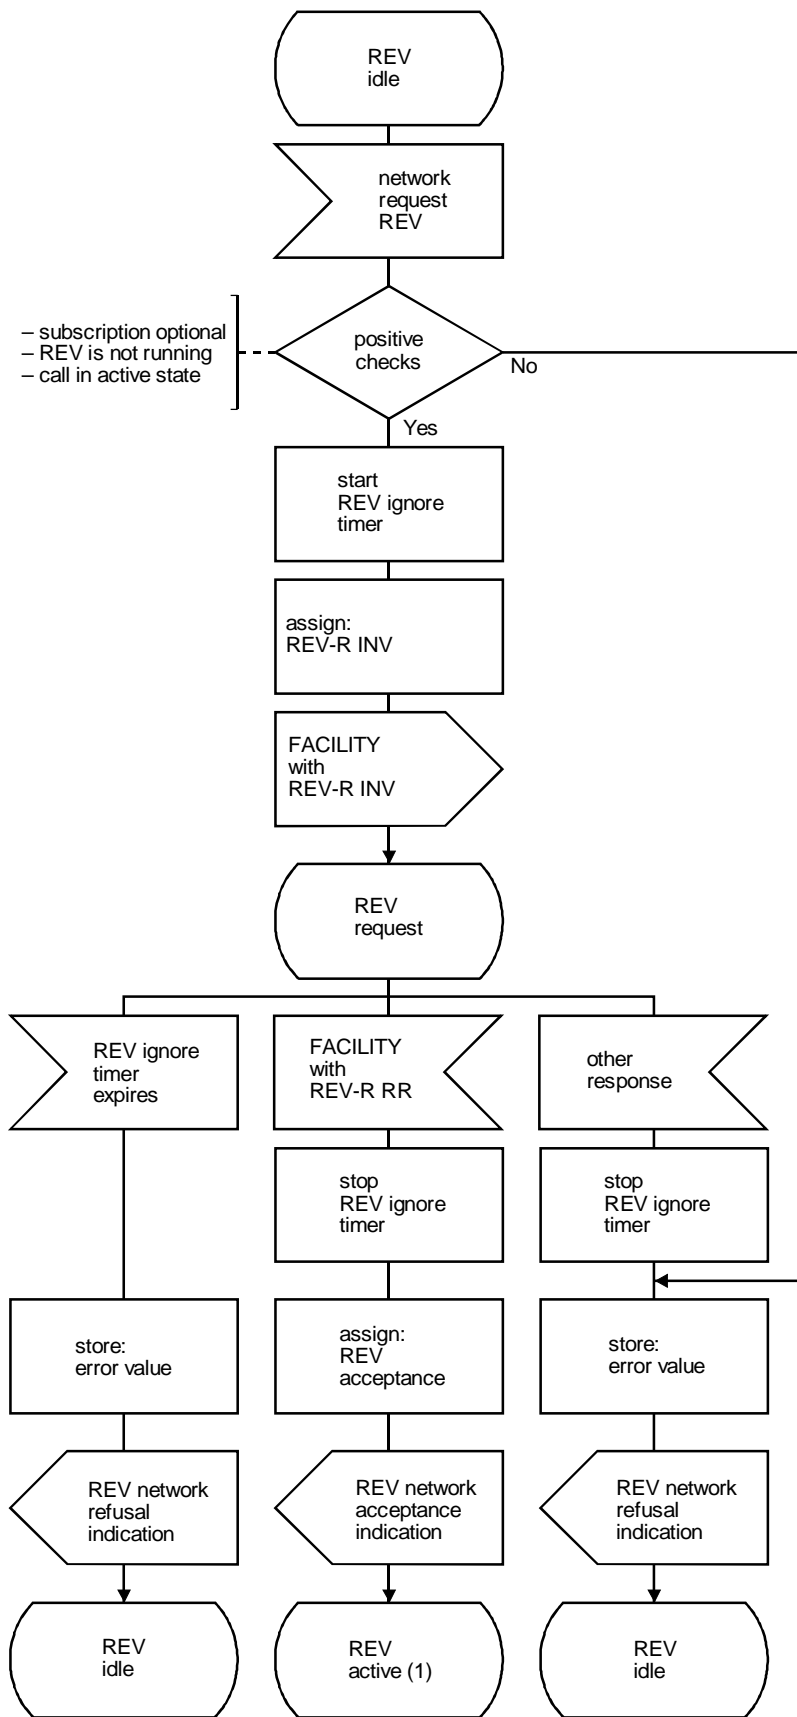 REV
idle
network
request
REV
– subscription optional
– REV is not running
– call in active state
positive
checks
No
Yes
start
REV ignore
timer
assign:
REV-R INV
FACILITY
with
REV-R INV
REV
request
REV ignore
timer
expires
FACILITY
with
REV-R RR
other
response
stop
REV ignore
timer
stop
REV ignore
timer
store:
error value
assign:
REV
acceptance
store:
error value
REV network
refusal
indication
REV network
acceptance
indication
REV network
refusal
indication
REV
idle
REV
active (1)
REV
idle